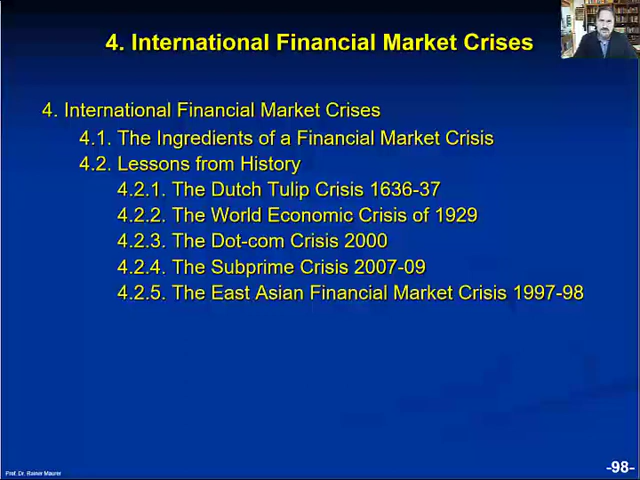 4. International Financial Market Crises
4. International Financial Market Crises
4.1. The Ingredients of a Financial Market Crisis
4.2. Lessons from History
4.2.1. The Dutch Tulip Crisis 1636-37
4.2.2. The World Economic Crisis of 1929
4.2.3. The Dot-com Crisis 2000
4.2.4. The Subprime Crisis 2007-09
4.2.5. The East Asian Financial Market Crisis 1997-98
Prof. Dr. Rainer Maurer
-98-